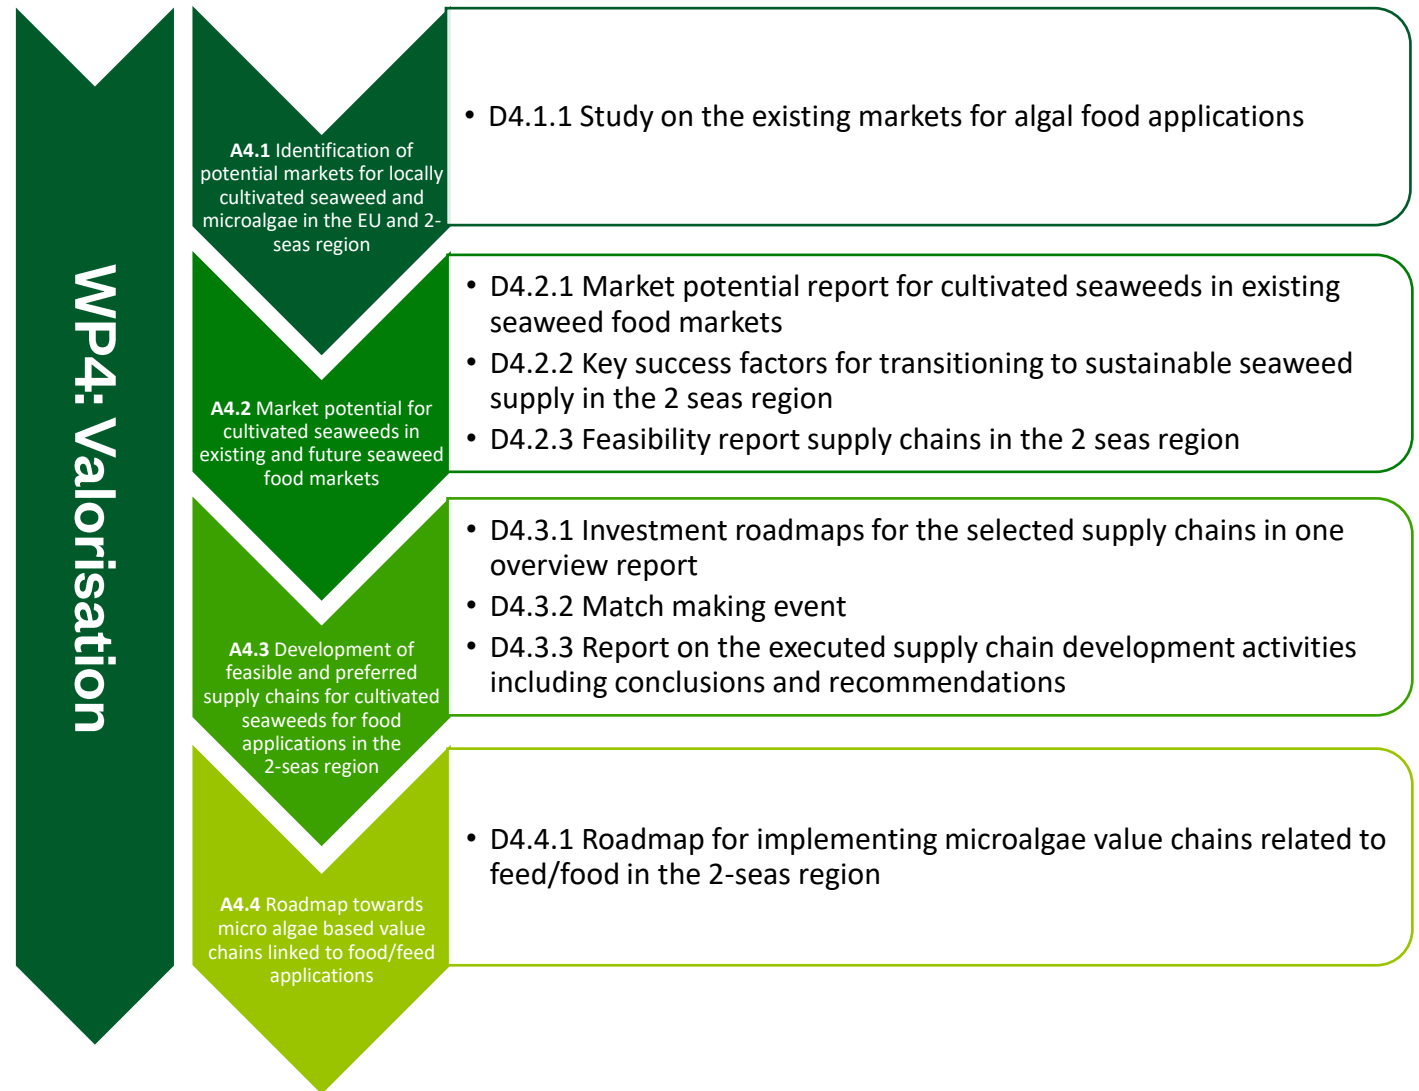 WP4: Valorisation
A4.1 Identification of
potential markets for locally
cultivated seaweed and
microalgae in the EU and 2-
seas region
• D4.1.1 Study on the existing markets for algal food applications
A4.2 Market potential for
cultivated seaweeds in
existing and future seaweed
food markets
• D4.2.1 Market potential report for cultivated seaweeds in existing
seaweed food markets
• D4.2.2 Key success factors for transitioning to sustainable seaweed
supply in the 2 seas region
• D4.2.3 Feasibility report supply chains in the 2 seas region
A4.3 Development of
feasible and preferred
supply chains for cultivated
seaweeds for food
applications in the
2-seas region
• D4.3.1 Investment roadmaps for the selected supply chains in one
overview report
• D4.3.2 Match making event
• D4.3.3 Report on the executed supply chain development activities
including conclusions and recommendations
A4.4 Roadmap towards
micro algae based value
chains linked to food/feed
applications
• D4.4.1 Roadmap for implementing microalgae value chains related to
feed/food in the 2-seas region